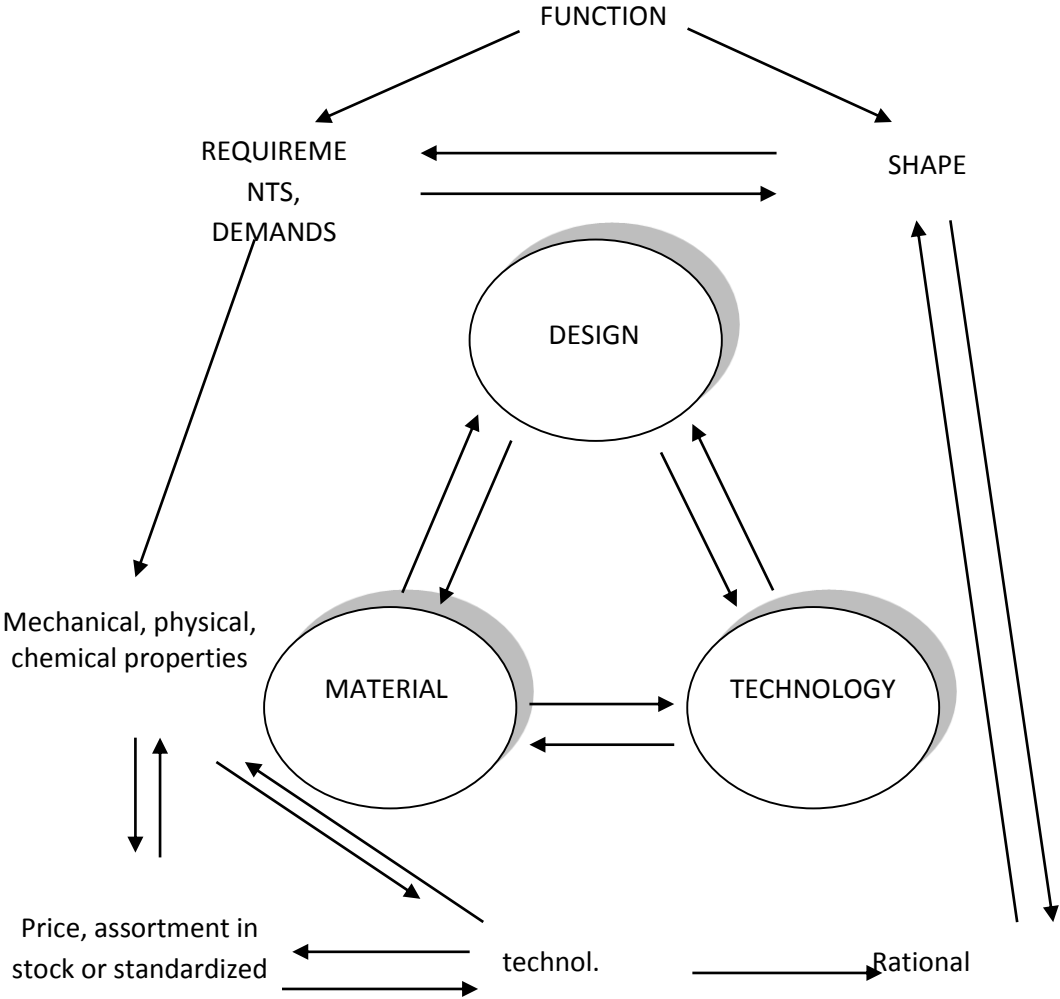 FUNCTION
REQUIREME
NTS,
DEMANDS
SHAPE
DESIGN
Mechanical, physical,
chemical properties
MATERIAL
TECHNOLOGY
Price, assortment in
stock or standardized
technol.
Rational